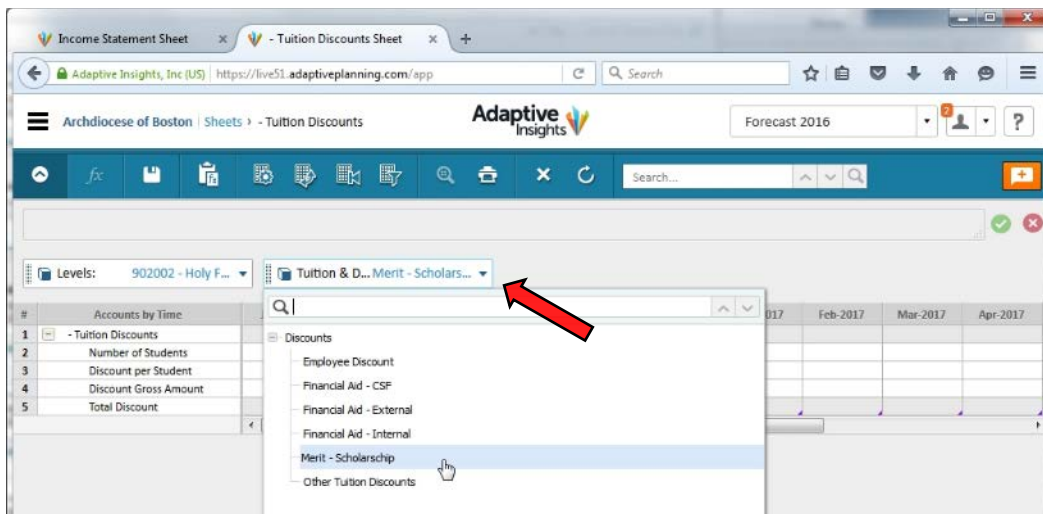 Income Statement Sheet × - Tuition Discounts Sheet × +
Adaptive Insights, Inc (US) https://live51.adaptiveplanning.com/app Search
Archdiocese of Boston Sheets › - Tuition Discounts Adaptive Insights Forecast 2016 2 ?
fx Search...
Levels: 902002 - Holy F... Tuition & D... Merit - Scholars...
# Accounts by Time 017 Feb-2017 Mar-2017 Apr-2017
1 - Tuition Discounts
2 Number of Students
3 Discount per Student
4 Discount Gross Amount
5 Total Discount
Discounts
Employee Discount
Financial Aid - CSF
Financial Aid - External
Financial Aid - Internal
Merit - Scholarschip
Other Tuition Discounts